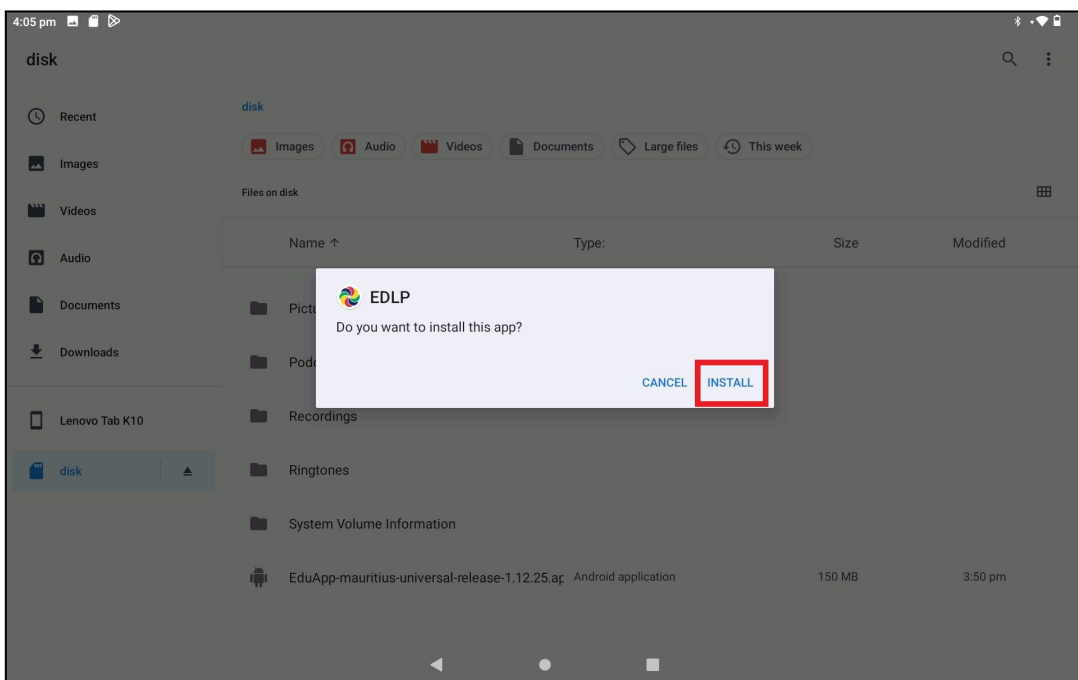 4:05 pm
disk
Recent
Images
Videos
Audio
Documents
Downloads
Lenovo Tab K10
disk
disk
Images Audio Videos Documents Large files This week
Files on disk
Name ↑ Type: Size Modified
Pictu
Podc
Recordings
Ringtones
System Volume Information
EduApp-mauritius-universal-release-1.12.25.ap Android application 150 MB 3:50 pm
EDLP
Do you want to install this app?
CANCEL INSTALL